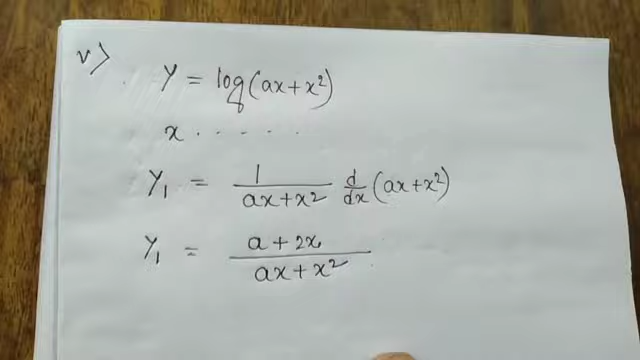 v>
y = log(ax+x²)
x . . . . .
y₁ = 1/(ax+x²) d/dx (ax+x²)
y₁ = (a+2x)/(ax+x²)